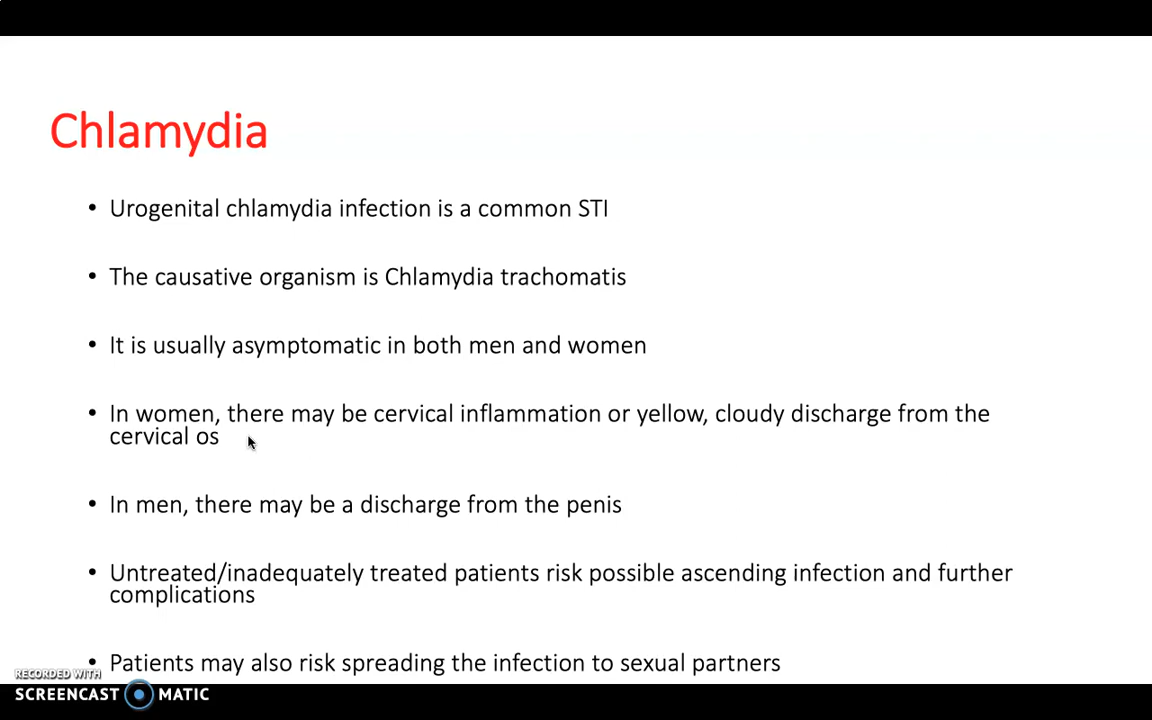 Chlamydia
• Urogenital chlamydia infection is a common STI
• The causative organism is Chlamydia trachomatis
• It is usually asymptomatic in both men and women
• In women, there may be cervical inflammation or yellow, cloudy discharge from the
cervical os
• In men, there may be a discharge from the penis
• Untreated/inadequately treated patients risk possible ascending infection and further
complications
• Patients may also risk spreading the infection to sexual partners
RECORDED WITH
SCREENCAST MATIC